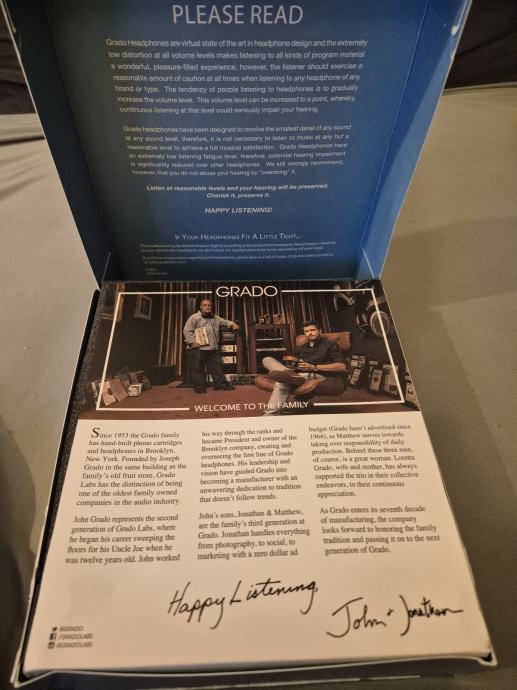 PLEASE READ
Grado Headphones are virtual state of the art in headphone design and the extremely
low distortion at all volume levels makes listening to all kinds of program material
a wonderful, pleasure-filled experience, however, the listener should exercise a
reasonable amount of caution at all times when listening to any headphone of any
brand or type. The tendency of people listening to headphones is to gradually
increase the volume level. This volume level can be increased to a point, whereby,
continuous listening at that level could seriously impair your hearing.
Grado headphones have been designed to resolve the smallest detail of any sound
at any sound level, therefore, it is not necessary to listen to music at any but a
reasonable level to achieve a full musical satisfaction. Grado Headphones have
an extremely low listening fatigue level, therefore, potential hearing impairment
is significantly reduced over other headphones. We still strongly recommend,
however, that you do not abuse your hearing by "overdoing" it.
Listen at reasonable levels and your hearing will be preserved.
Cherish it, preserve it.
HAPPY LISTENING!
IF YOUR HEADPHONES FIT A LITTLE TIGHT...
GRADO
WELCOME TO THE FAMILY
Since 1953 the Grado family
has hand-built phono cartridges
and headphones in Brooklyn,
New York. Founded by Joseph
Grado in the same building as the
family's old fruit store, Grado
Labs has the distinction of being
one of the oldest family owned
companies in the audio industry.
John Grado represents the second
generation of Grado Labs, where
he began his career sweeping the
floors for his Uncle Joe when he
was twelve years old. John worked
his way through the ranks and
became President and owner of the
Brooklyn company, creating and
overseeing the first line of Grado
headphones. His leadership and
vision have guided Grado into
becoming a manufacturer with an
unwavering dedication to tradition
that doesn't follow trends.
John's sons, Jonathan & Matthew,
are the family's third generation at
Grado. Jonathan handles everything
from photography, to social, to
marketing with a zero dollar ad
budget (Grado hasn't advertised since
1964), as Matthew moves towards
taking over responsibility of daily
production. Behind these three men,
of course, is a great woman. Loretta
Grado, wife and mother, has always
supported the trio in their collective
endeavors, to their continuous
appreciation.
As Grado enters its seventh decade
of manufacturing, the company
looks forward to honoring the family
tradition and passing it on to the next
generation of Grado.
Happy Listening,
John + Jonathan
@GRADO
/GRADOLABS
@GRADOLABS